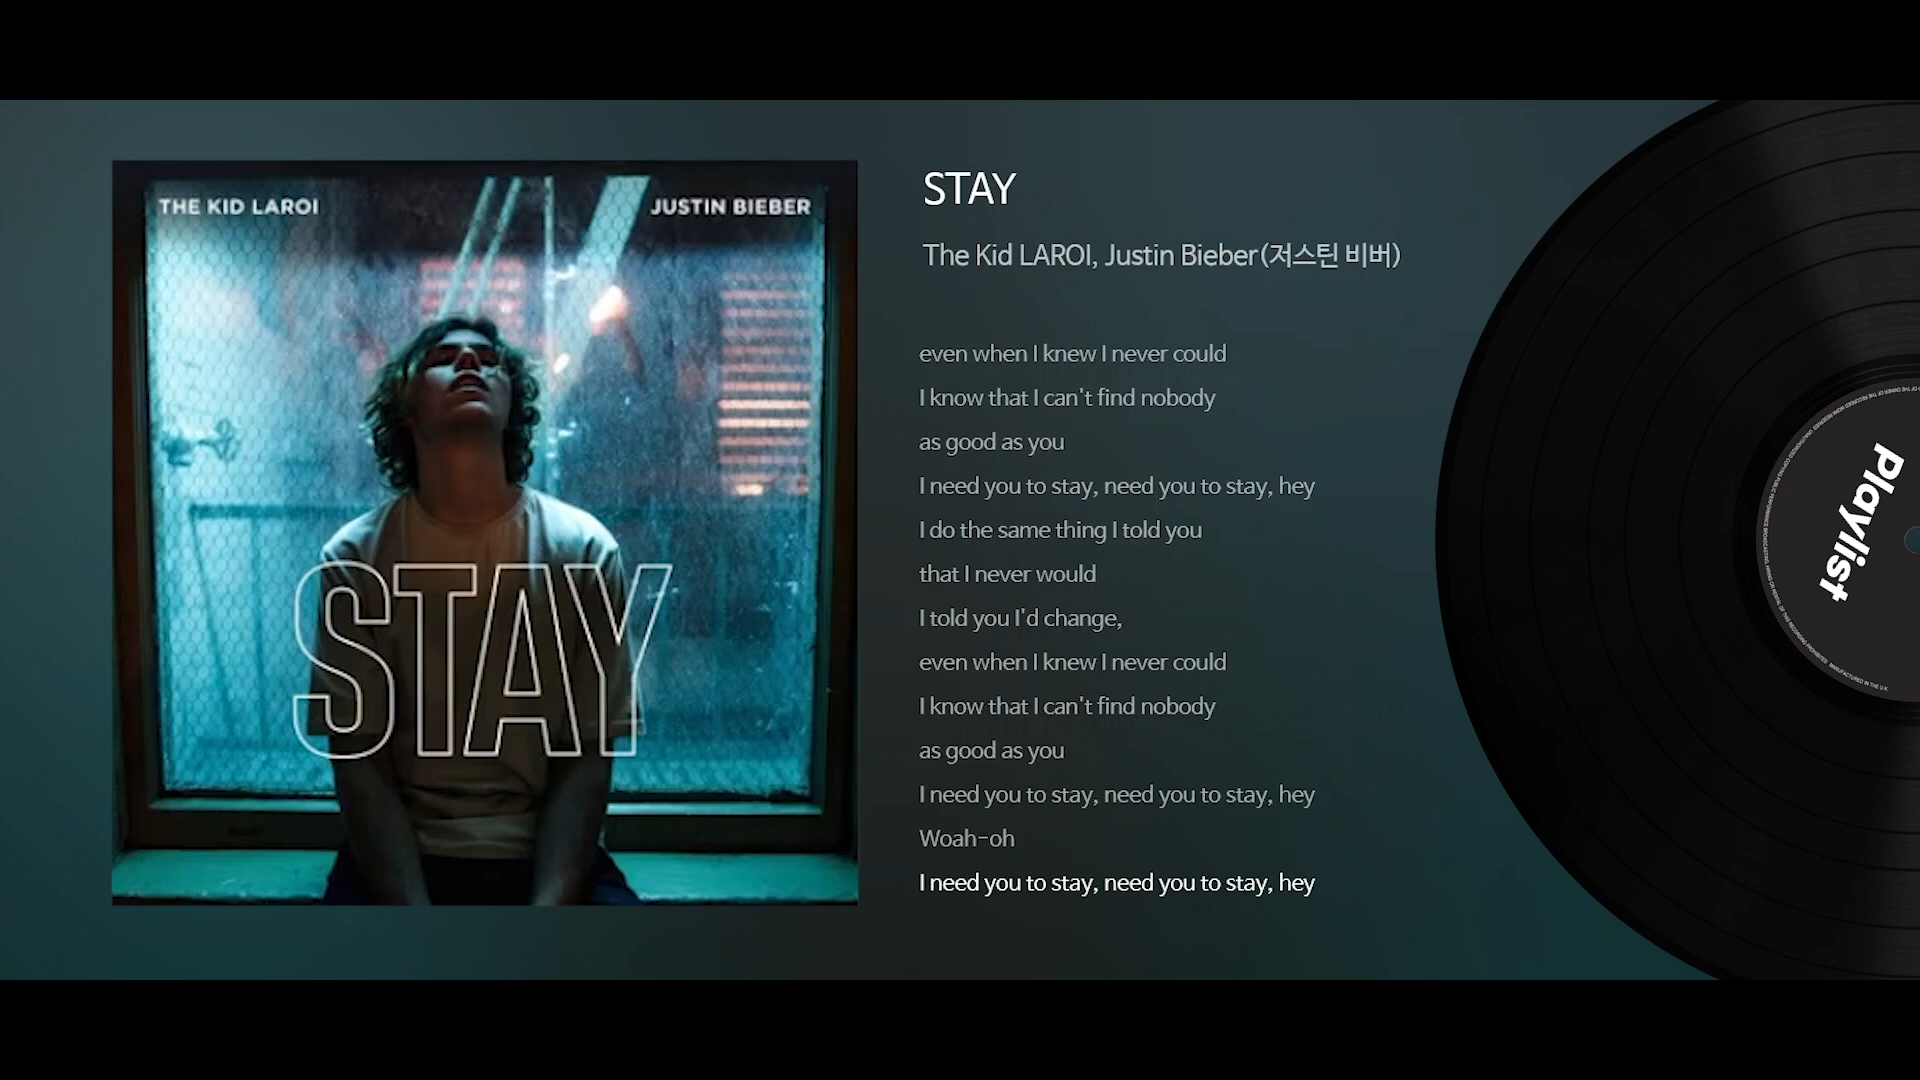 THE KID LAROI
JUSTIN BIEBER
STAY
STAY
The Kid LAROI, Justin Bieber(저스틴 비버)
even when I knew I never could
I know that I can't find nobody
as good as you
I need you to stay, need you to stay, hey
I do the same thing I told you
that I never would
I told you I'd change,
even when I knew I never could
I know that I can't find nobody
as good as you
I need you to stay, need you to stay, hey
Woah-oh
I need you to stay, need you to stay, hey
Playlist